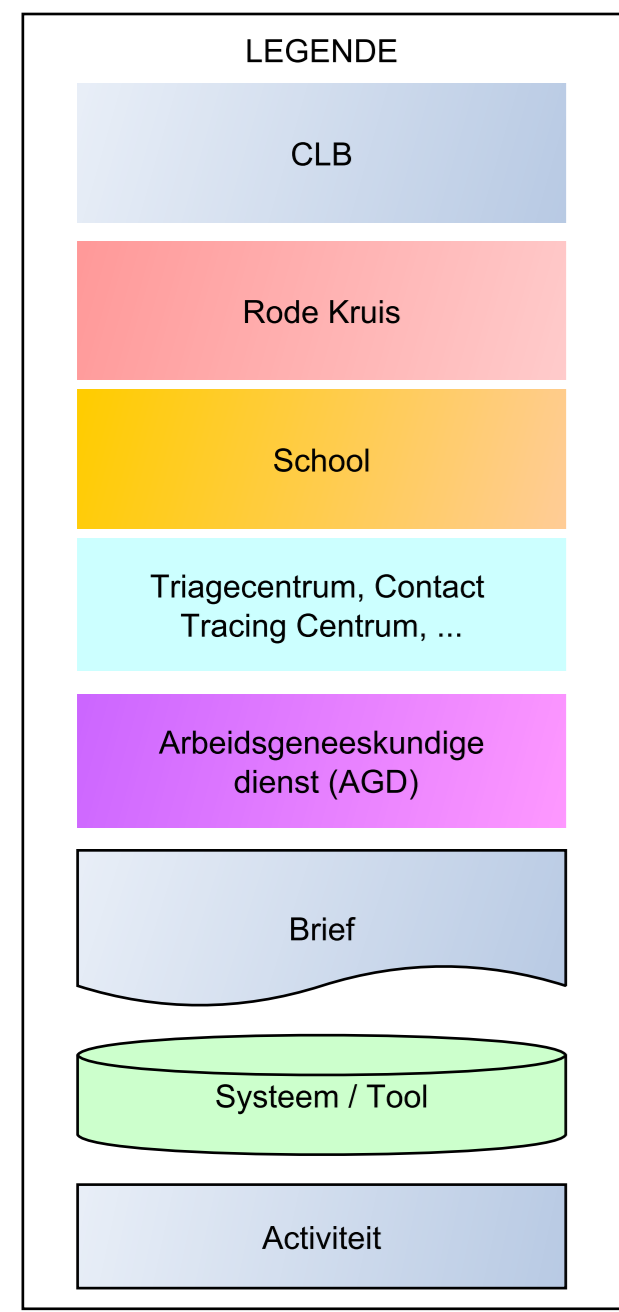 LEGENDE
CLB
Rode Kruis
School
Triagecentrum, Contact
Tracing Centrum, ...
Arbeidsgeneeskundige
dienst (AGD)
Brief
Systeem / Tool
Activiteit